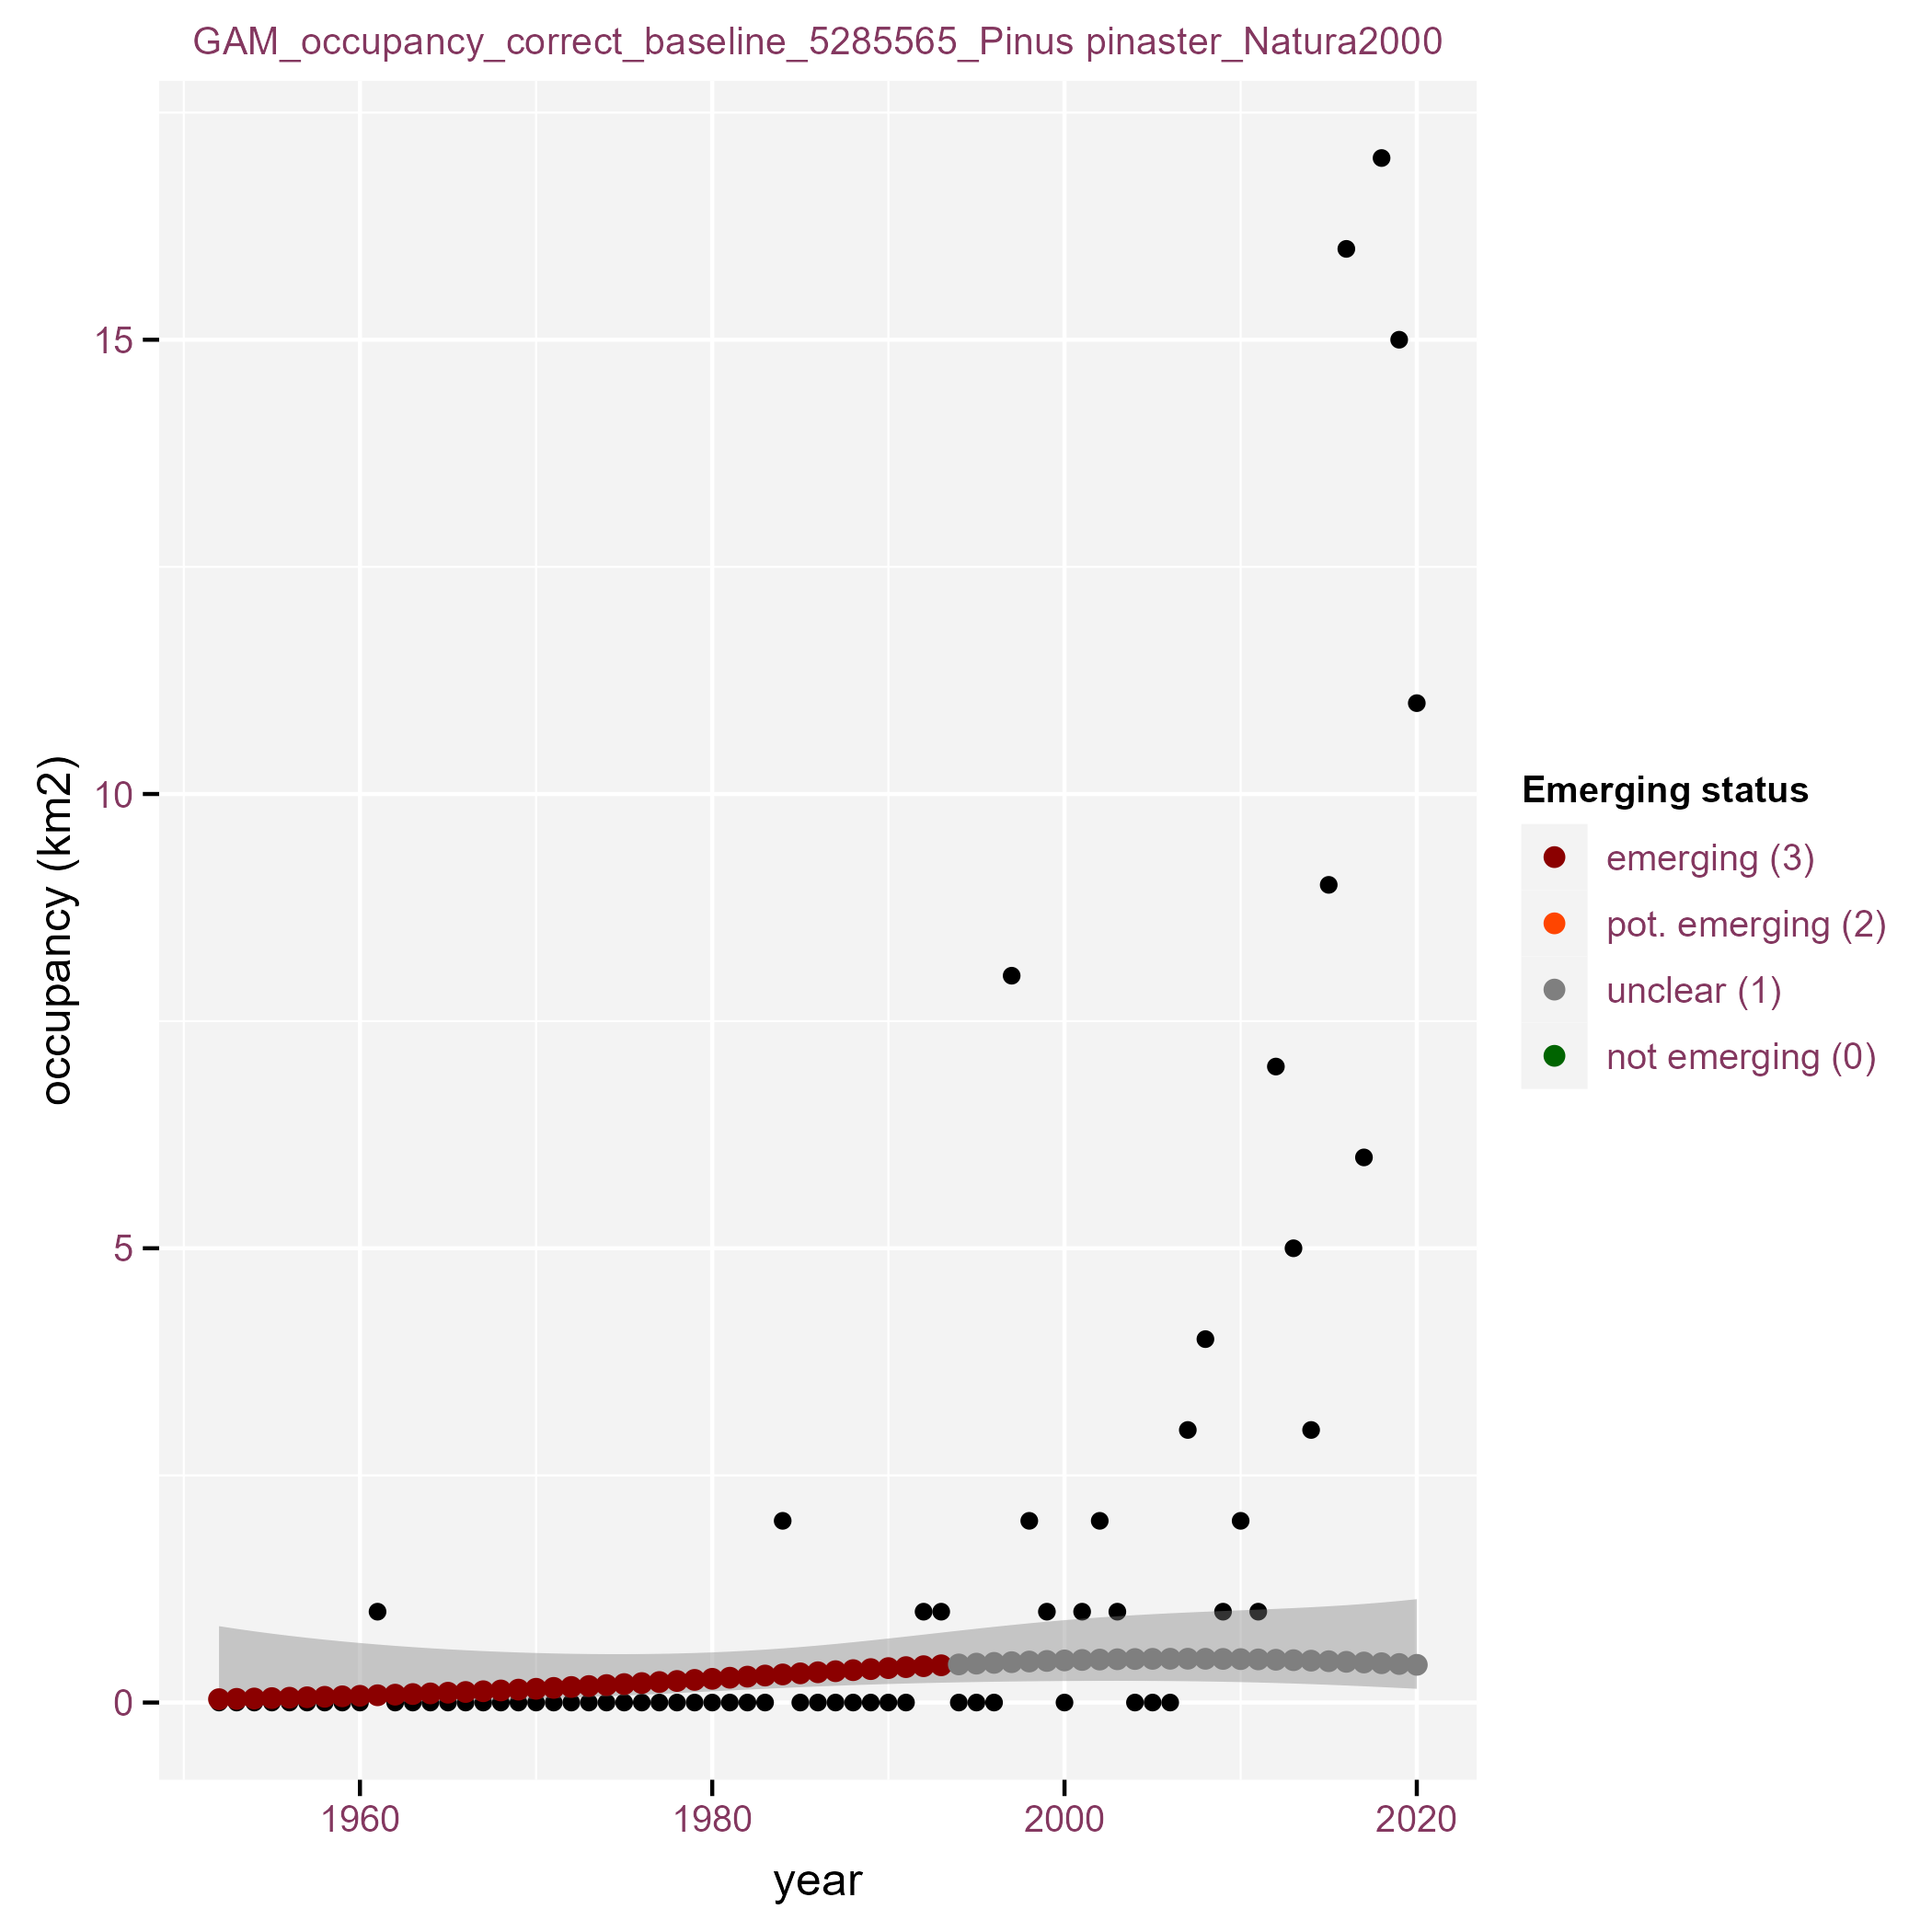 GAM_occupancy_correct_baseline_5285565_Pinus pinaster_Natura2000
15
10
5
0
occupancy (km2)
1960
1980
2000
2020
year
Emerging status
emerging (3)
pot. emerging (2)
unclear (1)
not emerging (0)